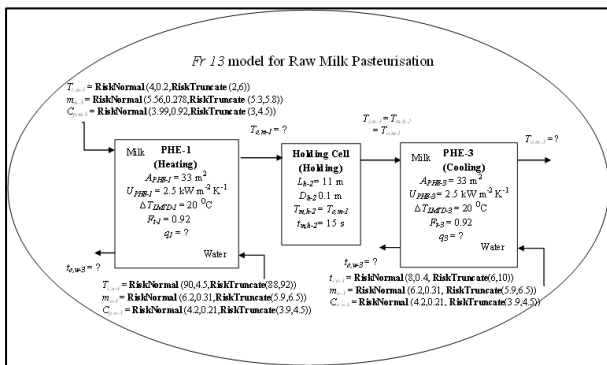 Fr 13 model for Raw Milk Pasteurisation
T_{i,m-3} = RiskNormal(4,0.2,RiskTruncate (2,6))
m_{m-3} = RiskNormal(5.56,0.278,RiskTruncate (5.3,5.8))
C_{p,m-3} = RiskNormal(3.99,0.92,RiskTruncate (3,4.5))
Milk
PHE-1
(Heating)
A_{PHE-1} = 33 m²
U_{PHE-1} = 2.5 kW m⁻² K⁻¹
ΔT_{LMTD-1} = 20 ⁰C
F_{t-1} = 0.92
q_1 = ?
Water
T_{o,m-1} = ?
Holding Cell
(Holding)
L_{h-2} = 11 m
D_{h-2} 0.1 m
T_{m,h-2} = T_{o,m-1}
t_{m,h-2} = 15 s
T_{i,m-3} = T_{m,h-2}
= T_{o,m-1}
Milk
PHE-3
(Cooling)
A_{PHE-3} = 33 m²
U_{PHE-3} = 2.5 kW m⁻² K⁻¹
ΔT_{LMTD-3} = 20 ⁰C
F_{t-3} = 0.92
q_3 = ?
Water
T_{o,m-3} = ?
t_{o,w-3} = ?
T_{i,w-3} = RiskNormal(90,4.5,RiskTruncate(88,92))
m_{w-3} = RiskNormal(6.2,0.31,RiskTruncate(5.9,6.5))
C_{p,w-3} = RiskNormal(4.2,0.21,RiskTruncate(3.9,4.5))
t_{o,w-3} = ?
t_{i,w-3} = RiskNormal(8,0.4,RiskTruncate(6,10))
m_{w-3} = RiskNormal(6.2,0.31, RiskTruncate(5.9,6.5))
C_{p,w-3} = RiskNormal(4.2,0.21, RiskTruncate(3.9,4.5))